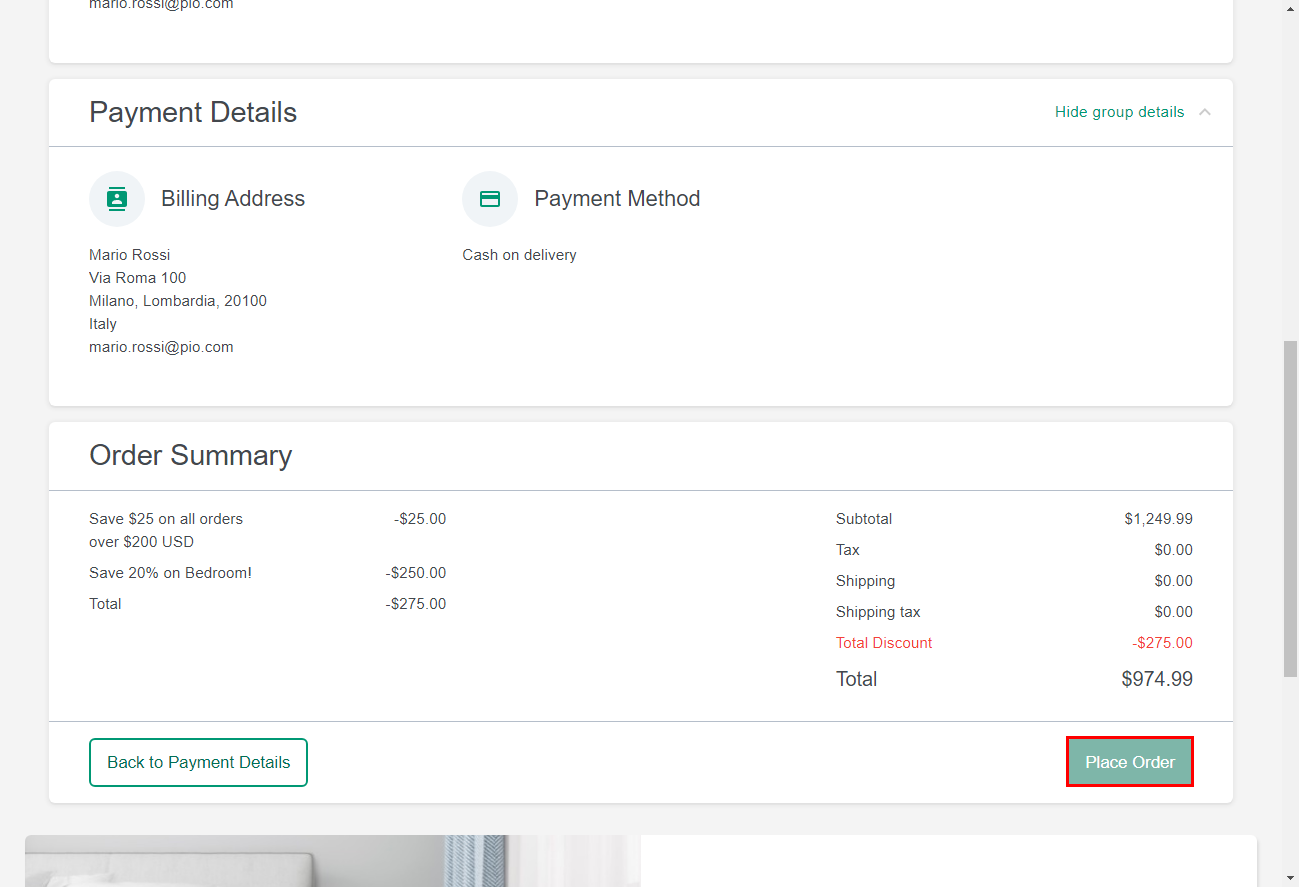 mario.rossi@pio.com
Payment Details
Hide group details
Billing Address
Payment Method
Mario Rossi
Via Roma 100
Milano, Lombardia, 20100
Italy
mario.rossi@pio.com
Cash on delivery
Order Summary
Save $25 on all orders
over $200 USD
-$25.00
Save 20% on Bedroom!
-$250.00
Total
-$275.00
Subtotal
$1,249.99
Tax
$0.00
Shipping
$0.00
Shipping tax
$0.00
Total Discount
-$275.00
Total
$974.99
Back to Payment Details
Place Order